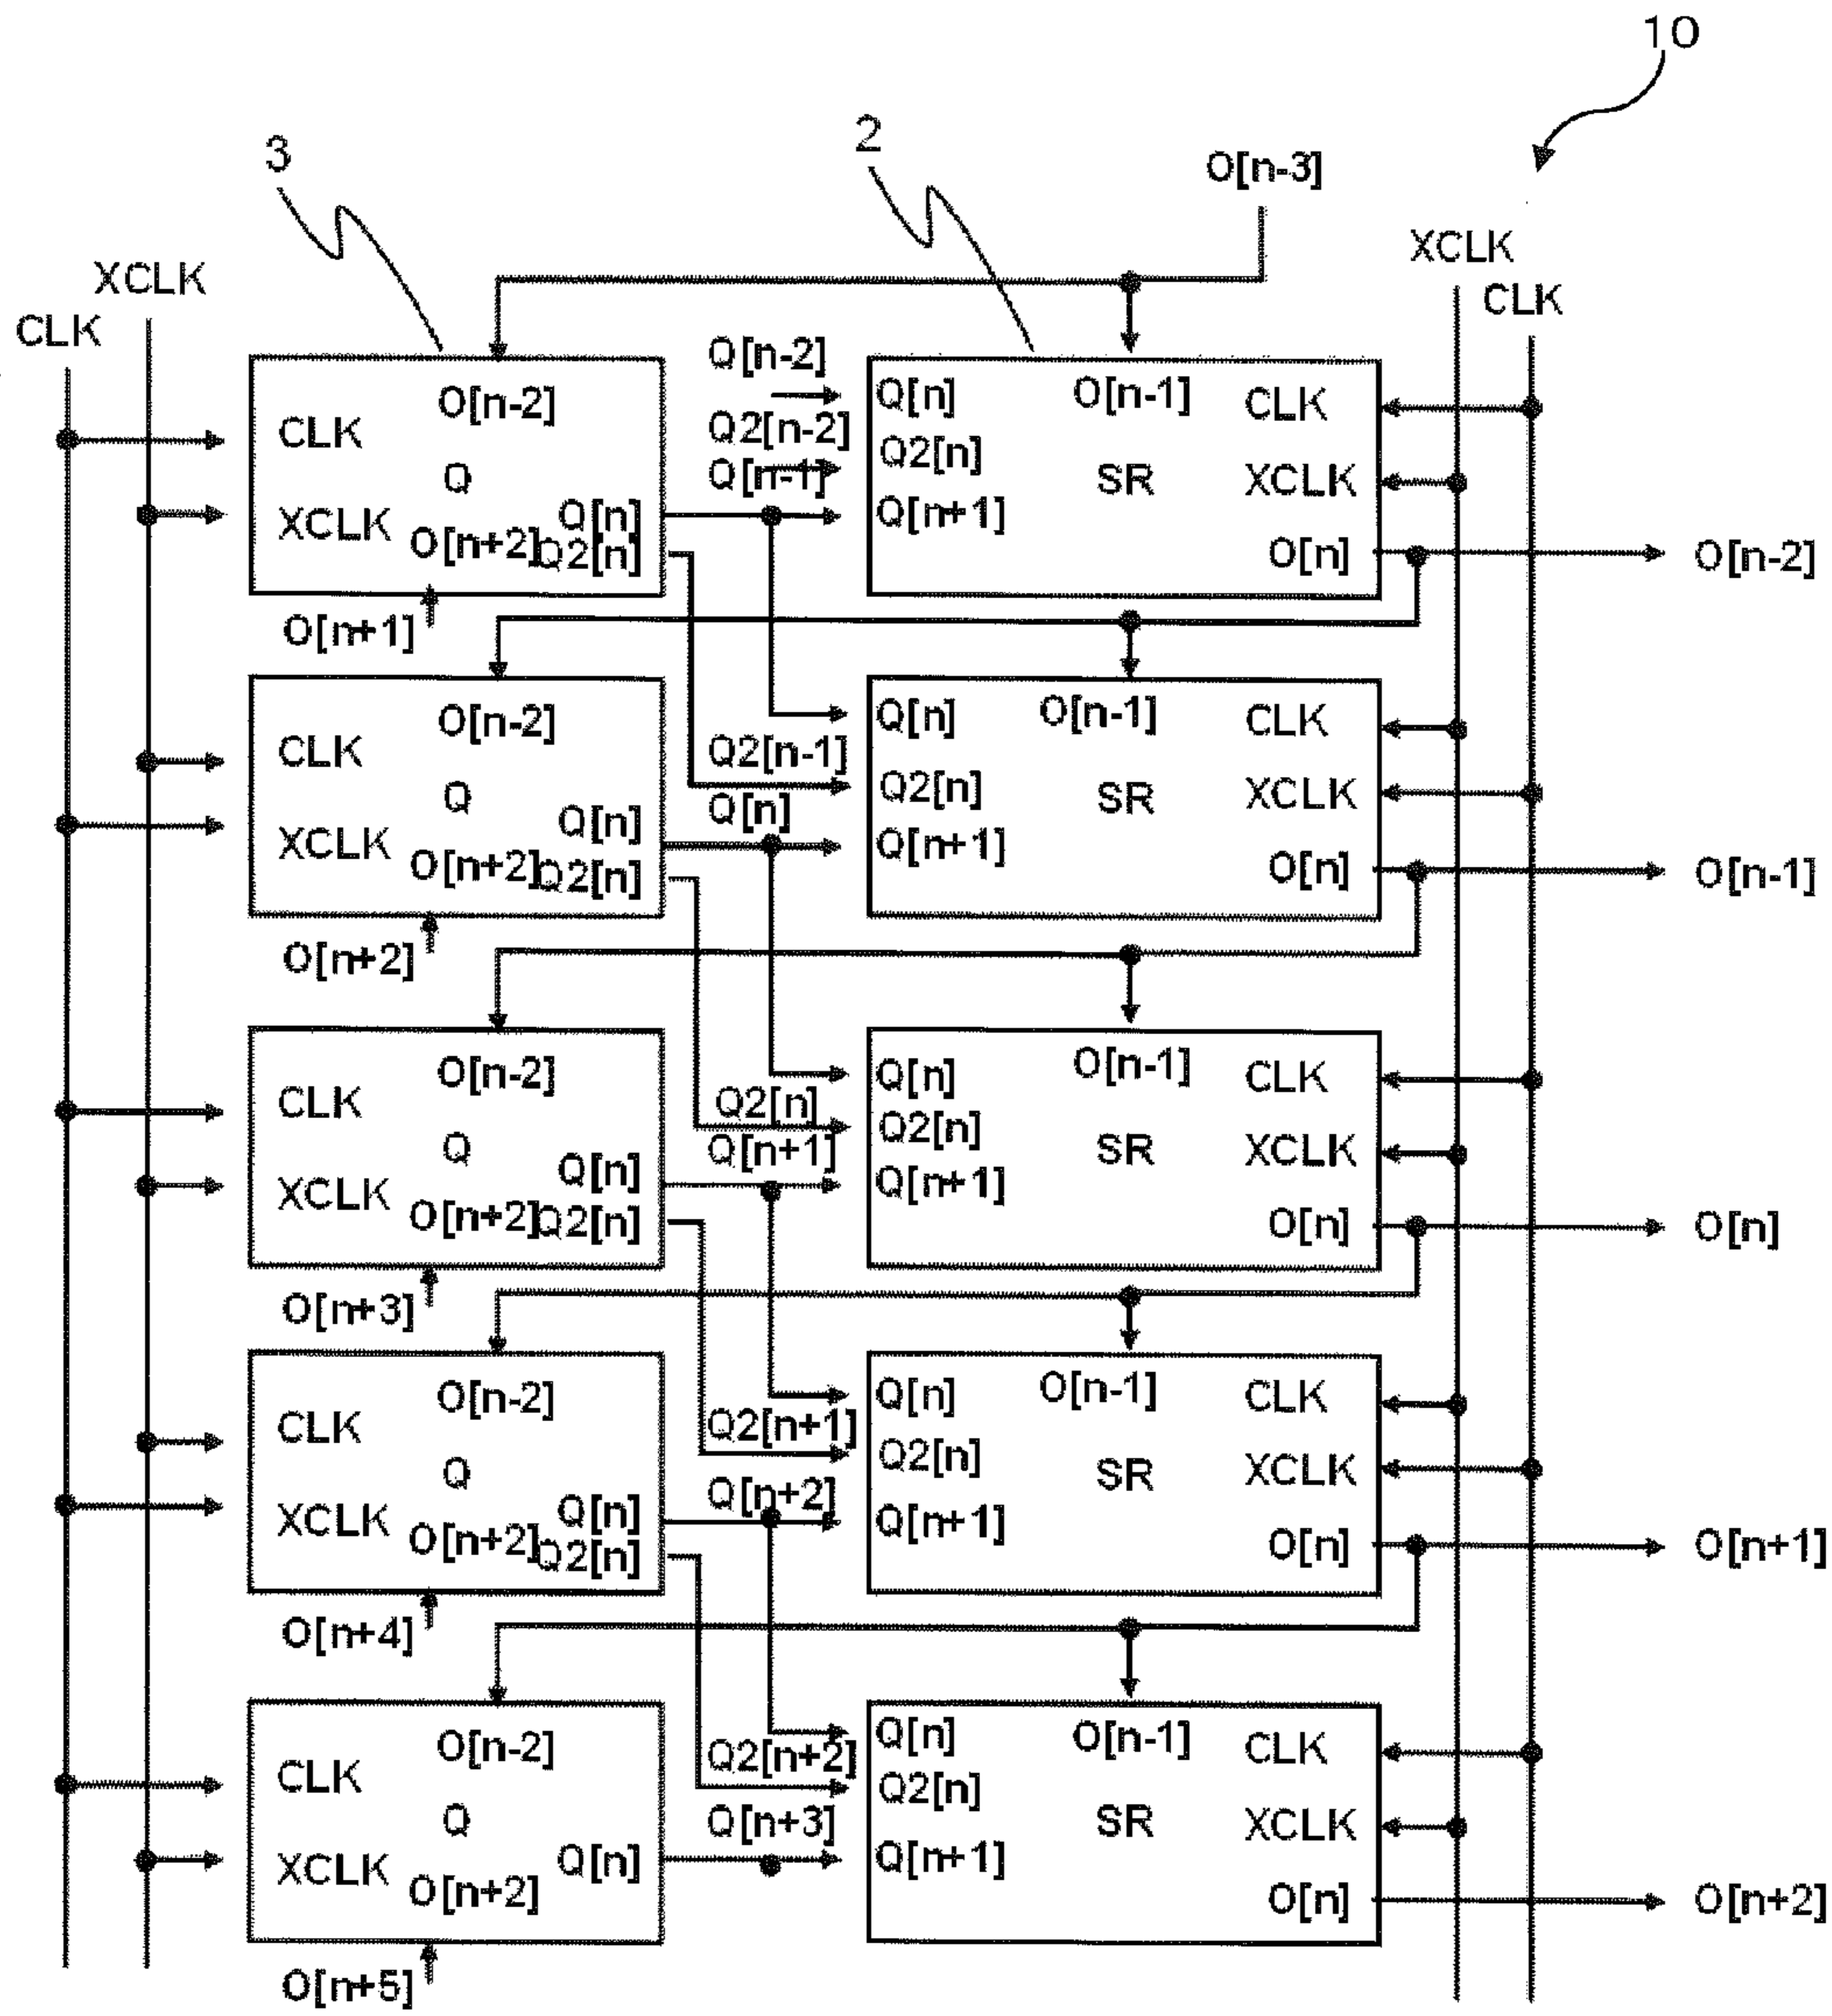 10
3
2
O[n-3]
XCLK
CLK
XCLK
CLK
O[n-2]
CLK
Q
XCLK
O[n+2]
Q[n]
Q2[n]
O[n+1]
Q[n-2]
Q2[n-2]
Q[n-1]
Q[n]
Q2[n]
Q[n+1]
O[n-1]
SR
CLK
XCLK
O[n]
O[n-2]
O[n-2]
CLK
Q
XCLK
O[n+2]
Q[n]
Q2[n]
O[n+2]
Q2[n-1]
Q[n]
Q[n]
Q2[n]
Q[n+1]
O[n-1]
SR
CLK
XCLK
O[n]
O[n-1]
O[n-2]
CLK
Q
XCLK
O[n+2]
Q[n]
Q2[n]
O[n+3]
Q2[n]
Q[n+1]
Q[n]
Q2[n]
Q[n+1]
O[n-1]
SR
CLK
XCLK
O[n]
O[n]
O[n-2]
CLK
Q
XCLK
O[n+2]
Q[n]
Q2[n]
O[n+4]
Q2[n+1]
Q[n+2]
Q[n]
Q2[n]
Q[n+1]
O[n-1]
SR
CLK
XCLK
O[n]
O[n+1]
O[n-2]
CLK
Q
XCLK
O[n+2]
Q[n]
O[n+5]
Q2[n+2]
Q[n+3]
Q[n]
Q2[n]
Q[n+1]
O[n-1]
SR
CLK
XCLK
O[n]
O[n+2]